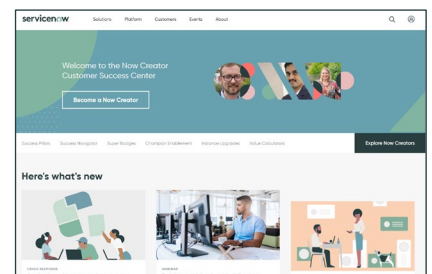 servicenow
Solutions Platform Customers Events About
Welcome to the Now Creator
Customer Success Center
Become a Now Creator
Success Pillars Success Navigator Super Badges Champion Enablement Instance Upgrades Value Calculators Explore Now Creators
Here's what's new
WEBINAR